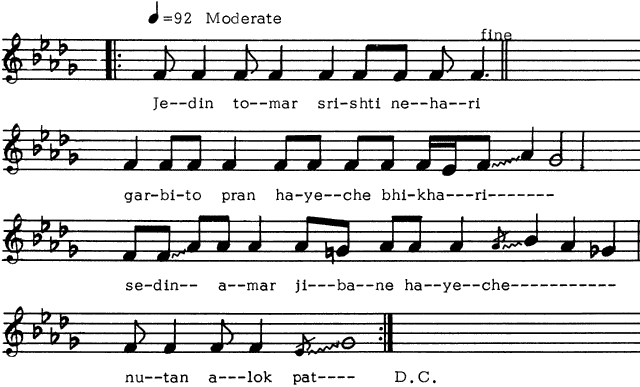 =92 Moderate
fine
Je--din to--mar sri-shti ne--ha--ri
gar-bi-to pran ha-ye--che bhi-kha---ri-------
se-din-- a--mar ji---ba--ne ha--ye--che-----------
nu--tan a---lok pat---- D.C.